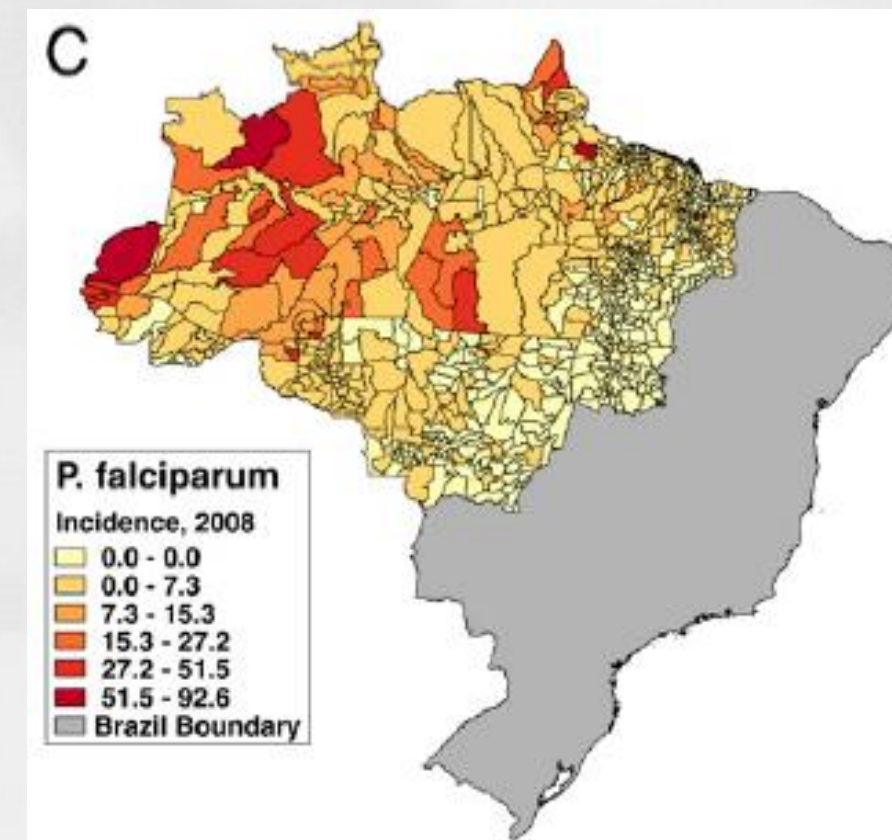 C
P. falciparum
Incidence, 2008
0.0 - 0.0
0.0 - 7.3
7.3 - 15.3
15.3 - 27.2
27.2 - 51.5
51.5 - 92.6
Brazil Boundary